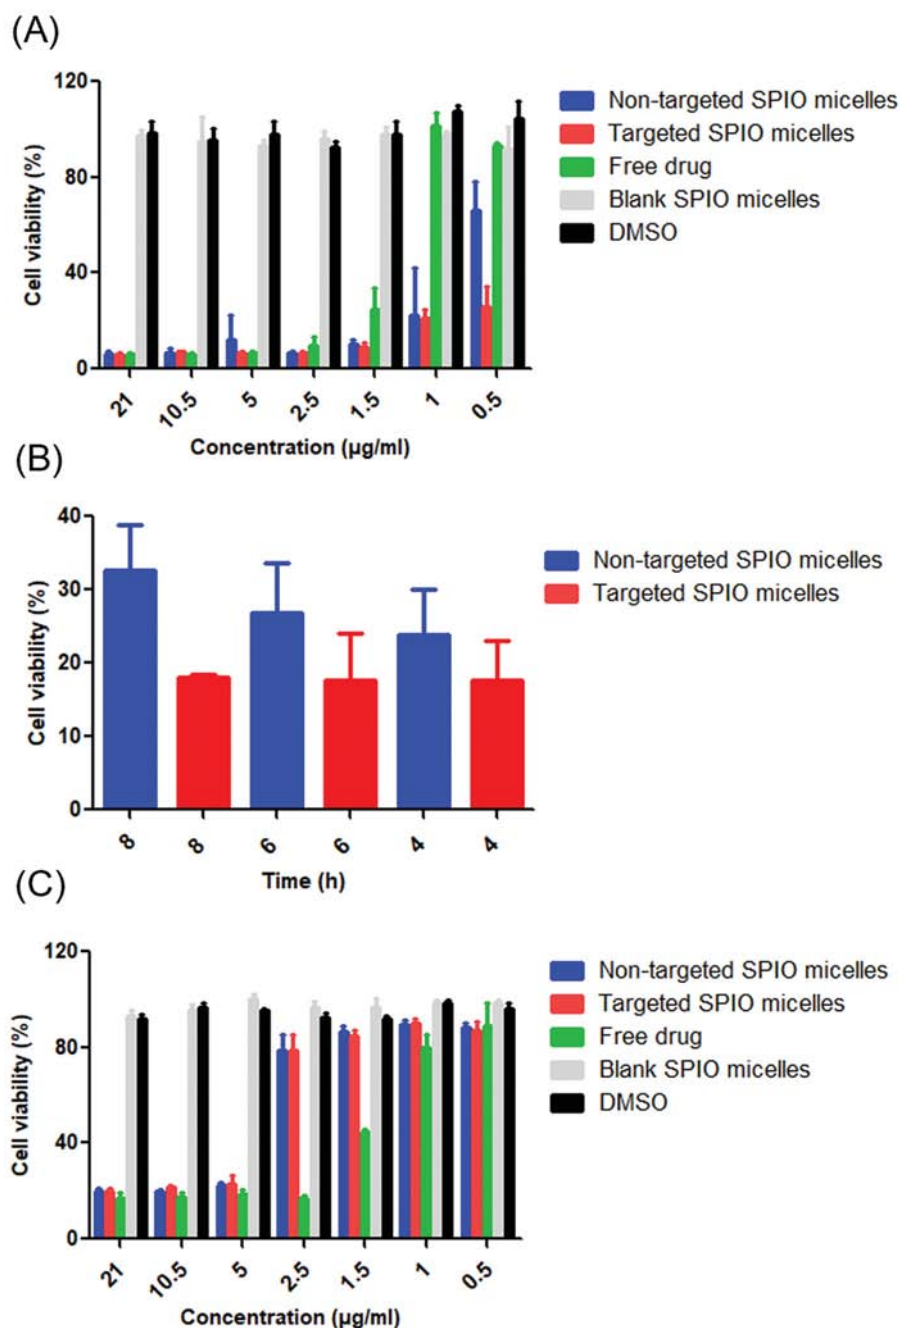 (A)
120
80
40
0
Cell viability (%)
21 10.5 5 2.5 1.5 1 0.5
Concentration (µg/ml)
Non-targeted SPIO micelles
Targeted SPIO micelles
Free drug
Blank SPIO micelles
DMSO
(B)
40
30
20
10
0
Cell viability (%)
8 8 6 6 4 4
Time (h)
Non-targeted SPIO micelles
Targeted SPIO micelles
(C)
120
80
40
0
Cell viability (%)
21 10.5 5 2.5 1.5 1 0.5
Concentration (µg/ml)
Non-targeted SPIO micelles
Targeted SPIO micelles
Free drug
Blank SPIO micelles
DMSO